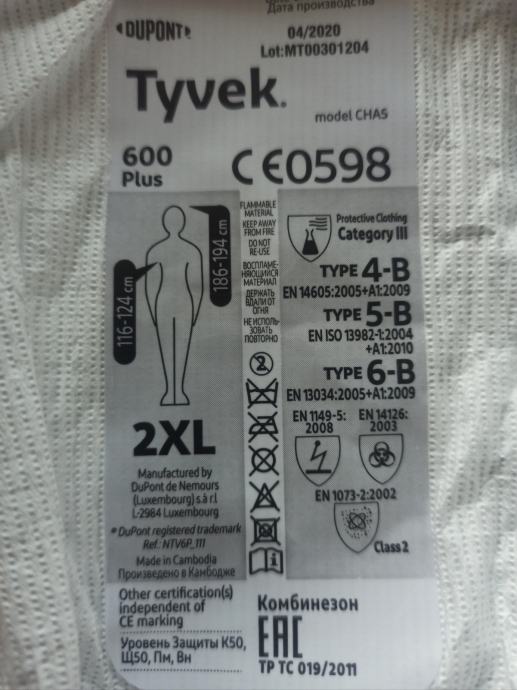 Дата производства
DUPONT
04/2020
Lot:MT00301204
Tyvek®
model CHA5
600
Plus
CE0598
186-194 cm
116-124 cm
2XL
FLAMMABLE
MATERIAL
KEEP AWAY
FROM FIRE
DO NOT
RE-USE
ВОСПЛАМЕ-
НЯЮЩИЙСЯ
МАТЕРИАЛ
ДЕРЖАТЬ
ВДАЛИ ОТ
ОГНЯ
НЕ ИСПОЛЬ-
ЗОВАТЬ
ПОВТОРНО
Protective Clothing
Category III
TYPE 4-B
EN 14605:2005+A1:2009
TYPE 5-B
EN ISO 13982-1:2004
+A1:2010
TYPE 6-B
EN 13034:2005+A1:2009
EN 1149-5:
2008
EN 14126:
2003
EN 1073-2:2002
Class 2
Manufactured by
DuPont de Nemours
(Luxembourg) s.à r.l
L-2984 Luxembourg
® DuPont registered trademark
Ref.: NTV6P_111
Made in Cambodia
Произведено в Камбодже
Other certification(s)
independent of
CE marking
Уровень Защиты К50,
Щ50, Пм, Вн
Комбинезон
EAC
ТР ТС 019/2011